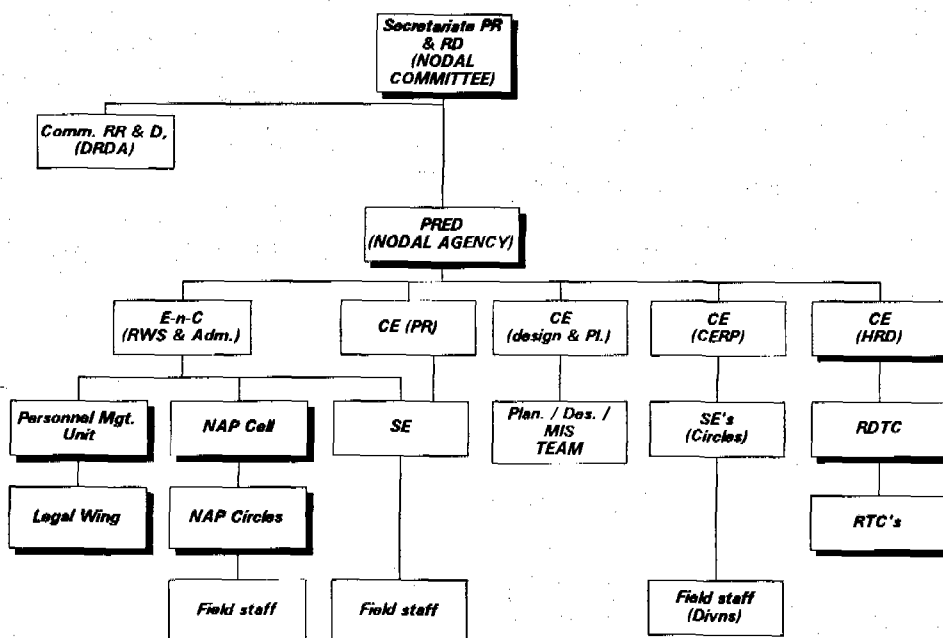 Secretariate PR
& RD
(NODAL
COMMITTEE)
Comm. RR & D,
(DRDA)
PRED
(NODAL AGENCY)
E-n-C
(RWS & Adm.)
CE (PR)
CE
(design & Pl.)
CE
(CERP)
CE
(HRD)
Personnel Mgt.
Unit
NAP Cell
SE
Plan. / Des. /
MIS
TEAM
SE's
(Circles)
RDTC
Legal Wing
NAP Circles
RTC's
Field staff
Field staff
Field staff
(Divns)